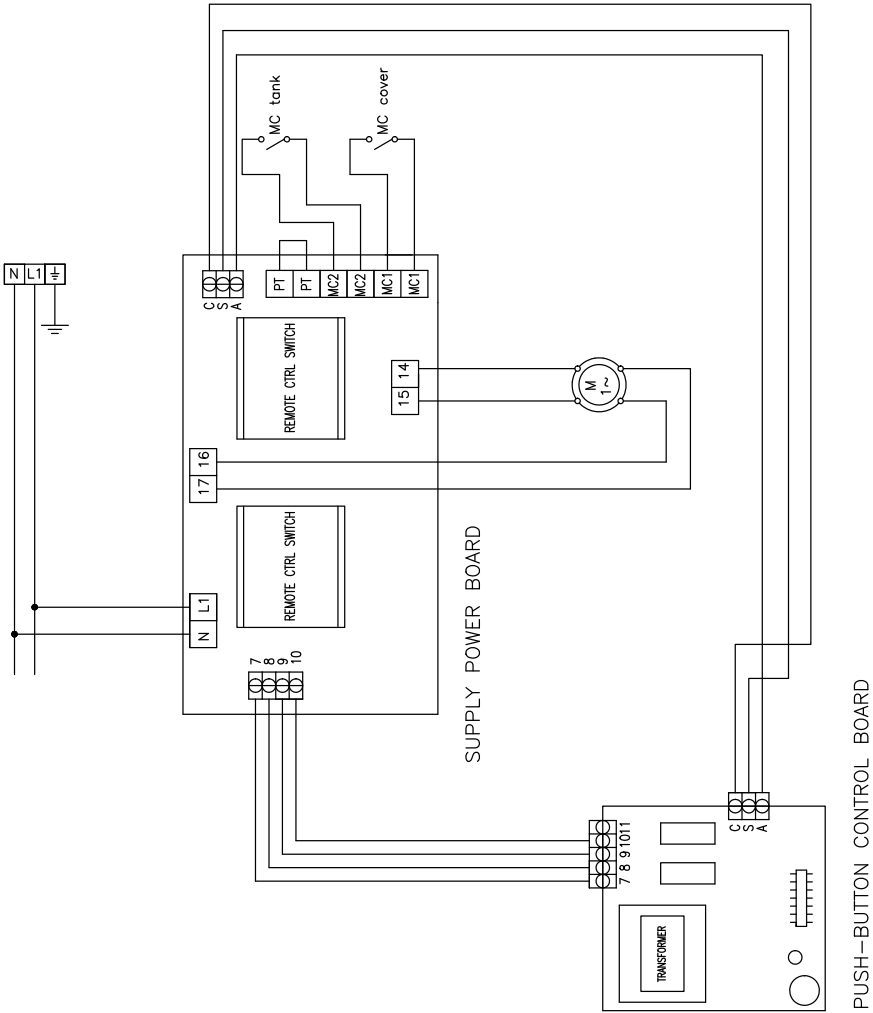 MC tank
MC cover
N
L1
C
S
A
PT
PT
MC2
MC2
MC1
MC1
REMOTE CTRL SWITCH
15
14
M
1~
17
16
REMOTE CTRL SWITCH
N
L1
7
8
9
10
SUPPLY POWER BOARD
C
S
A
7 8 9 10 11
TRANSFORMER
PUSH-BUTTON CONTROL BOARD